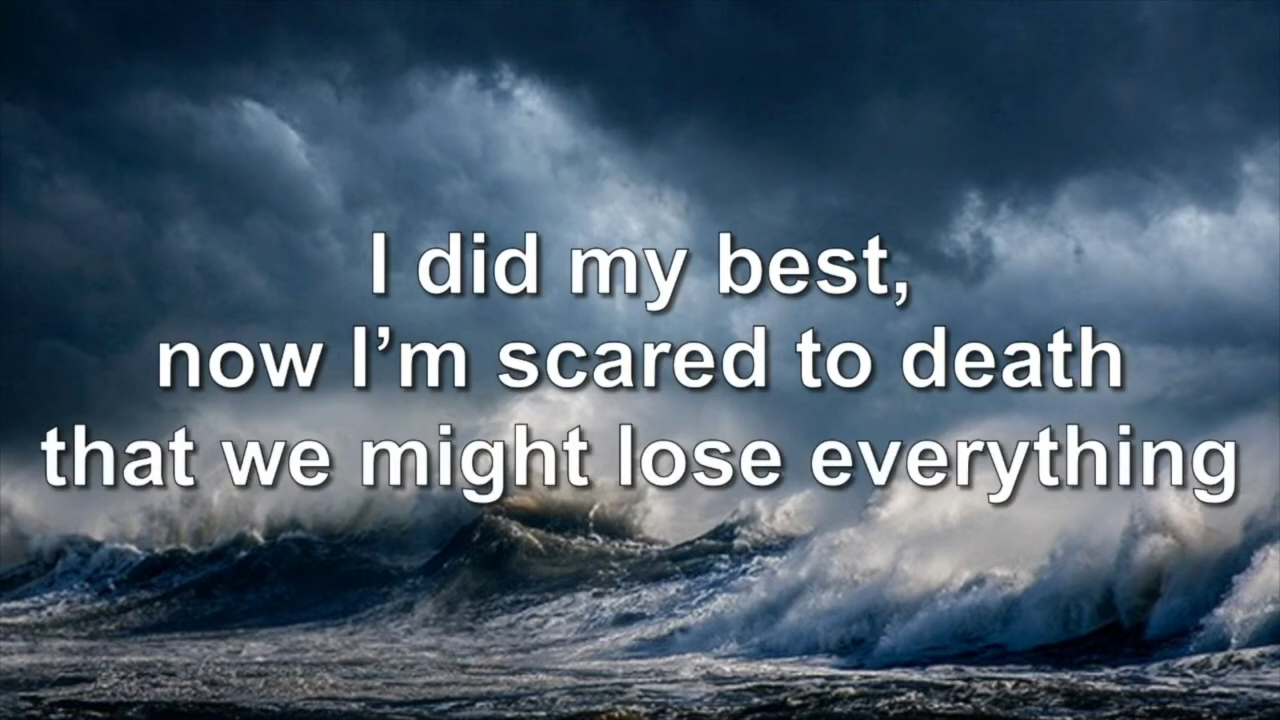 I did my best,
now I’m scared to death
that we might lose everything